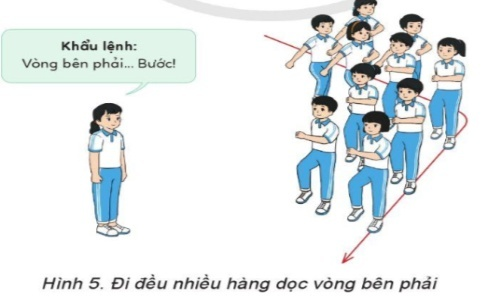 Khẩu lệnh:
Vòng bên phải... Bước!
Hình 5. Đi đều nhiều hàng dọc vòng bên phải